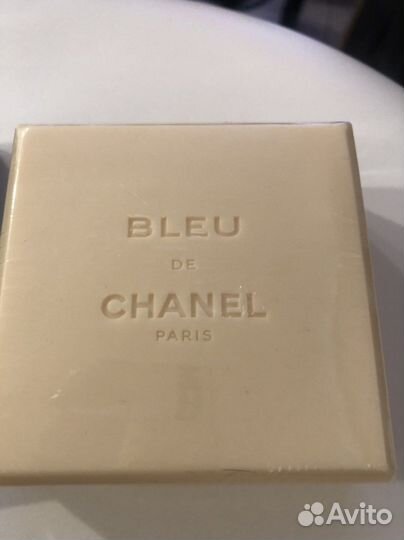 BLEU
DE
CHANEL
PARIS
Avito